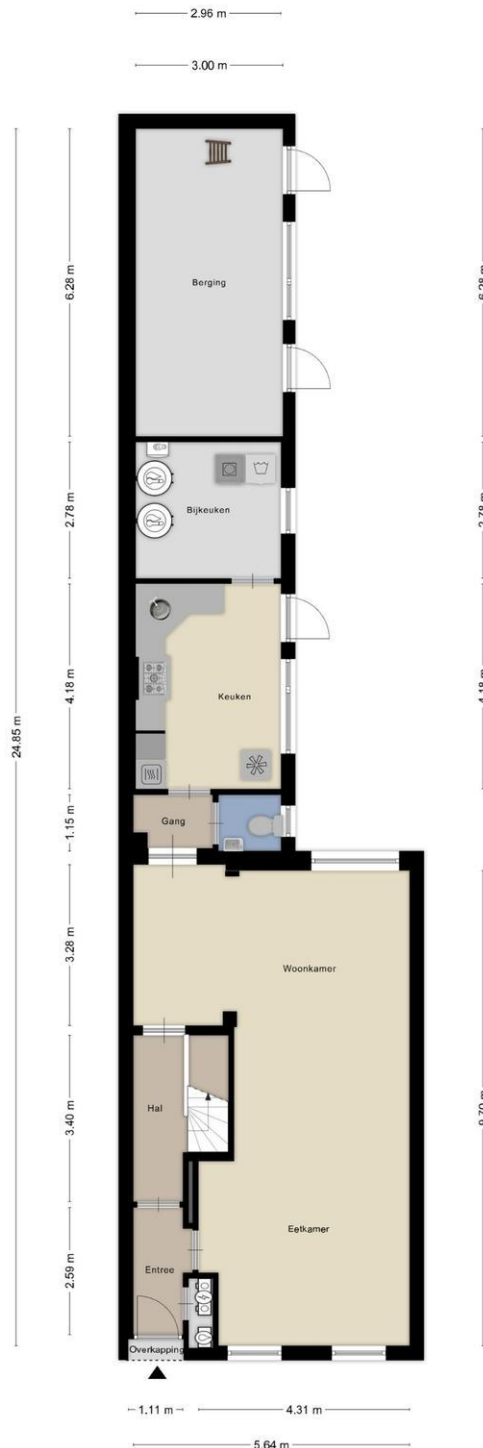 2.96 m
3.00 m
6.28 m
6.28 m
Berging
2.78 m
2.78 m
Bijkeuken
4.18 m
4.18 m
Keuken
24.85 m
1.15 m
Gang
3.28 m
Woonkamer
3.40 m
Hal
9.70 m
2.59 m
Eetkamer
Entree
Overkapping
1.11 m
4.31 m
5.64 m